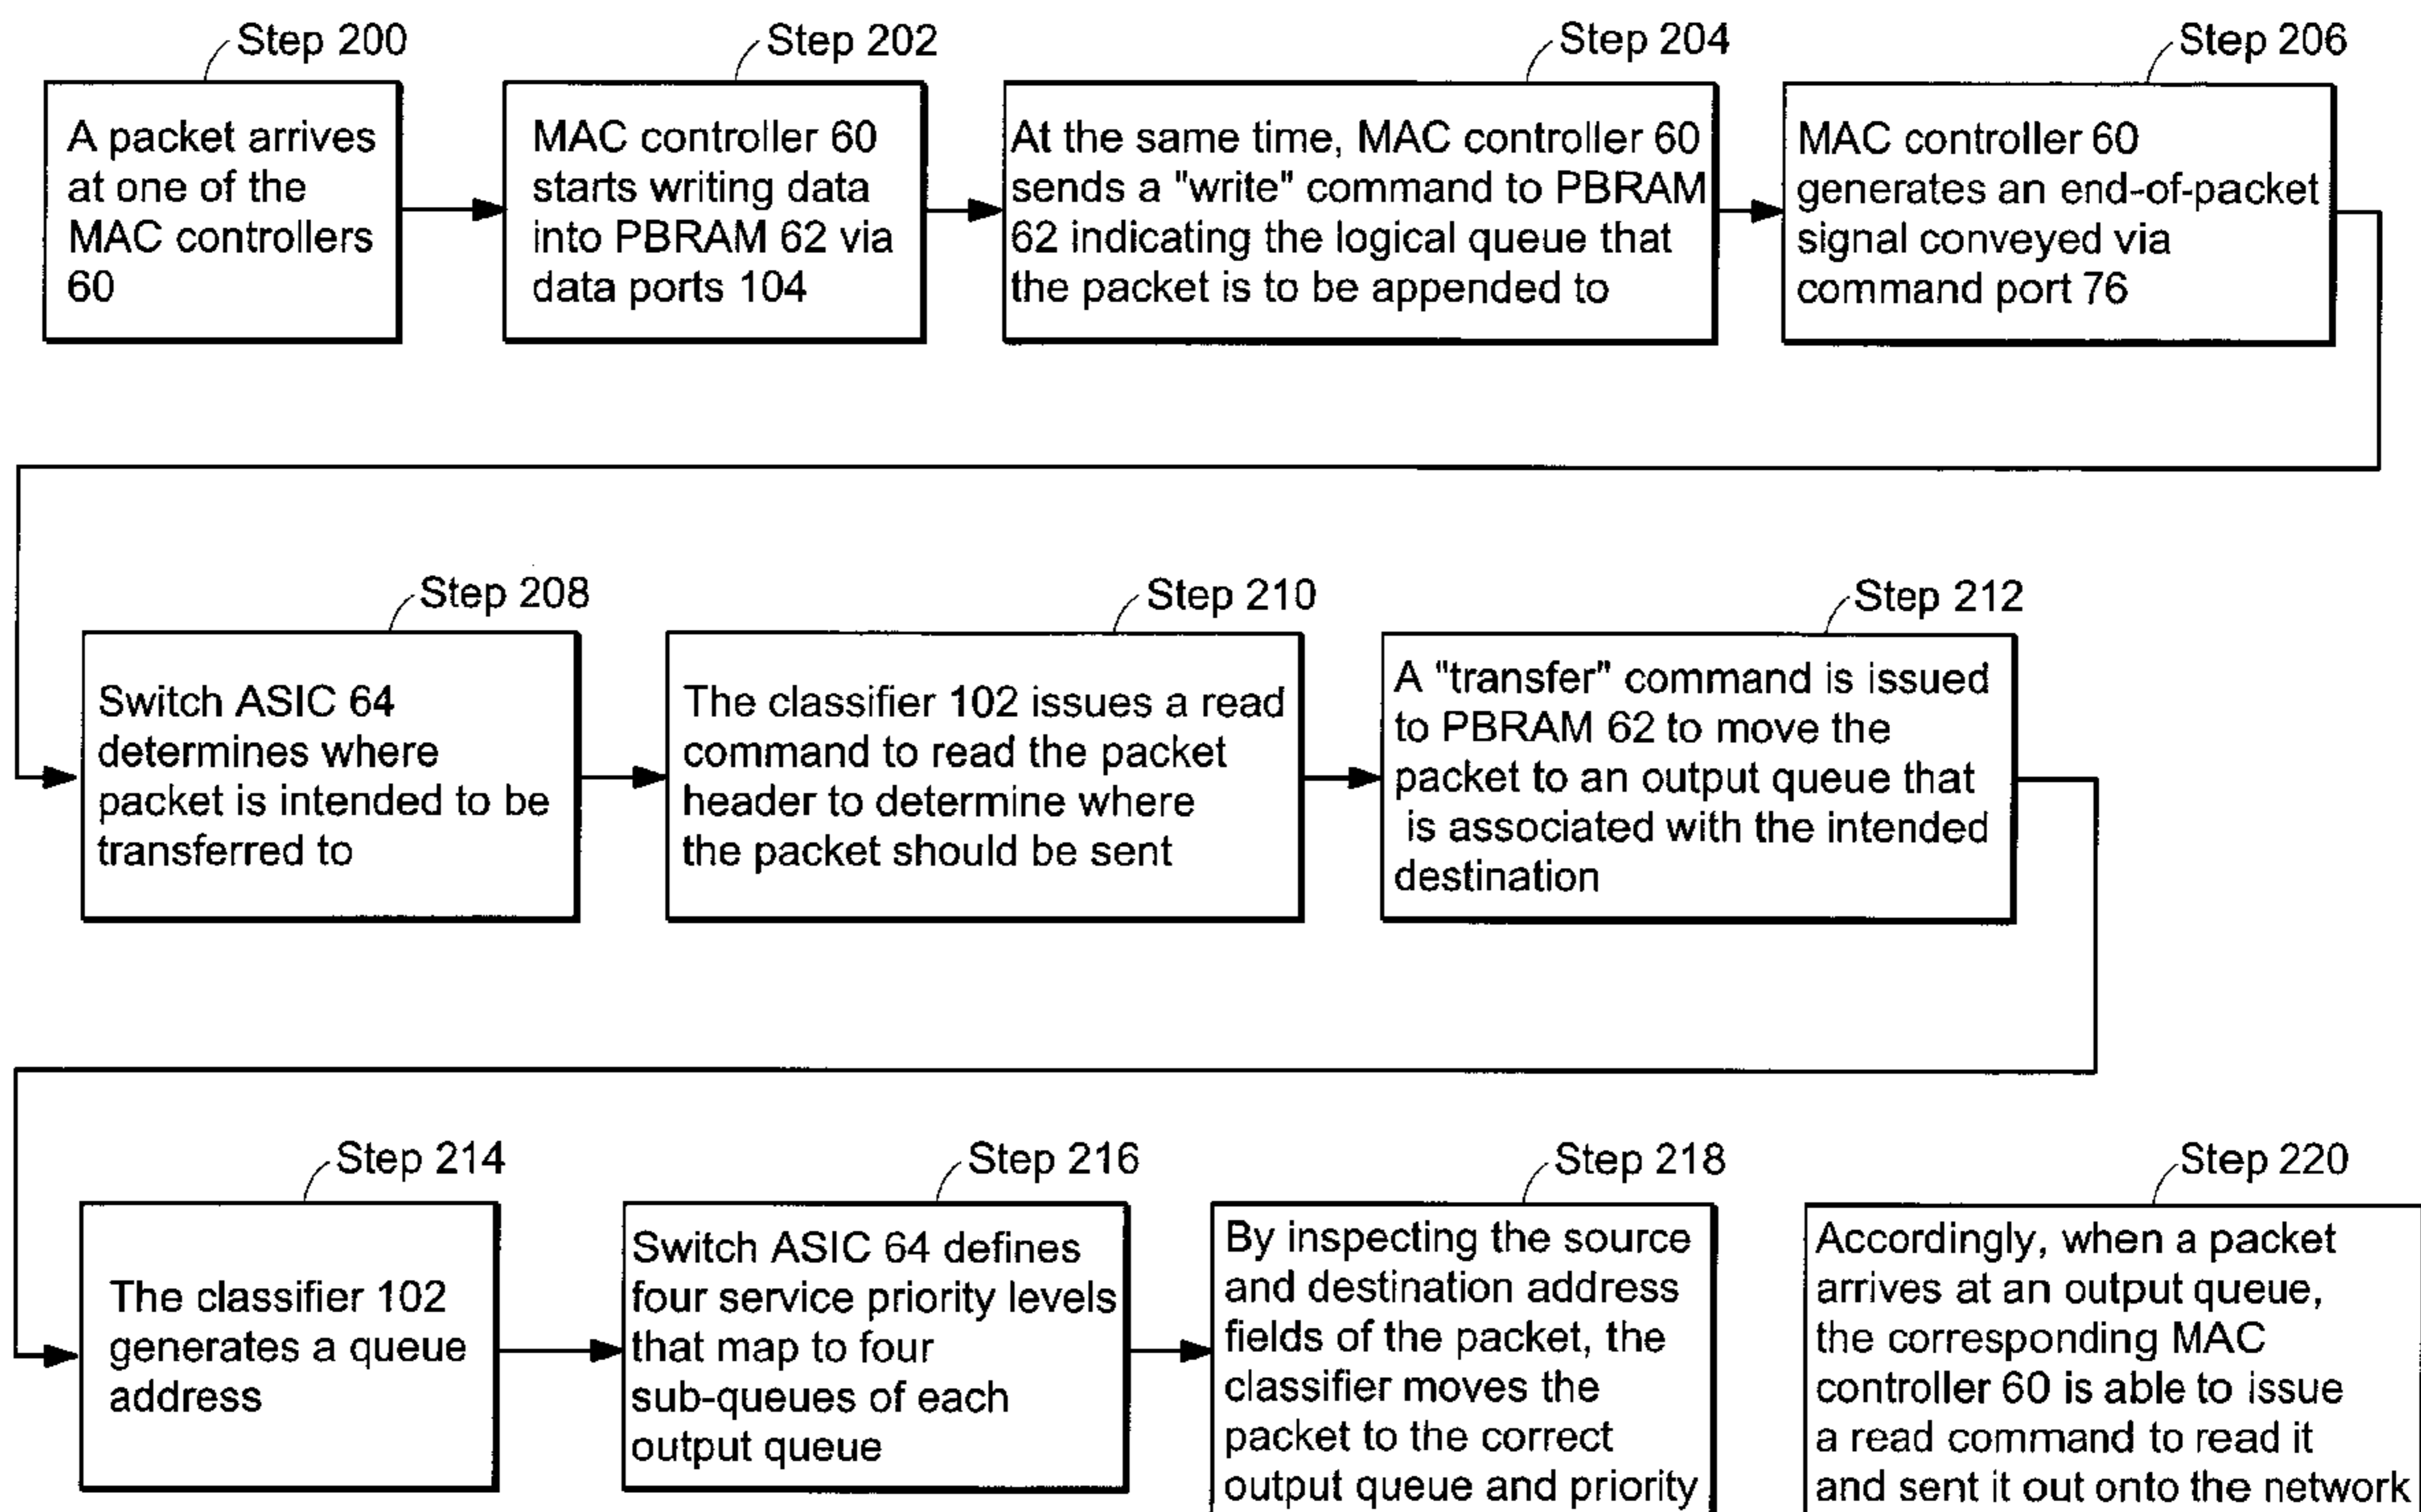 Step 200
A packet arrives
at one of the
MAC controllers
60
Step 202
MAC controller 60
starts writing data
into PBRAM 62 via
data ports 104
Step 204
At the same time, MAC controller 60
sends a "write" command to PBRAM
62 indicating the logical queue that
the packet is to be appended to
Step 206
MAC controller 60
generates an end-of-packet
signal conveyed via
command port 76
Step 208
Switch ASIC 64
determines where
packet is intended to be
transferred to
Step 210
The classifier 102 issues a read
command to read the packet
header to determine where
the packet should be sent
Step 212
A "transfer" command is issued
to PBRAM 62 to move the
packet to an output queue that
is associated with the intended
destination
Step 214
The classifier 102
generates a queue
address
Step 216
Switch ASIC 64 defines
four service priority levels
that map to four
sub-queues of each
output queue
Step 218
By inspecting the source
and destination address
fields of the packet, the
classifier moves the
packet to the correct
output queue and priority
Step 220
Accordingly, when a packet
arrives at an output queue,
the corresponding MAC
controller 60 is able to issue
a read command to read it
and sent it out onto the network